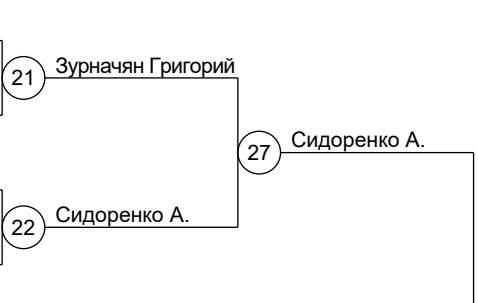 21
Зурначян Григорий
27
Сидоренко А.
22
Сидоренко А.